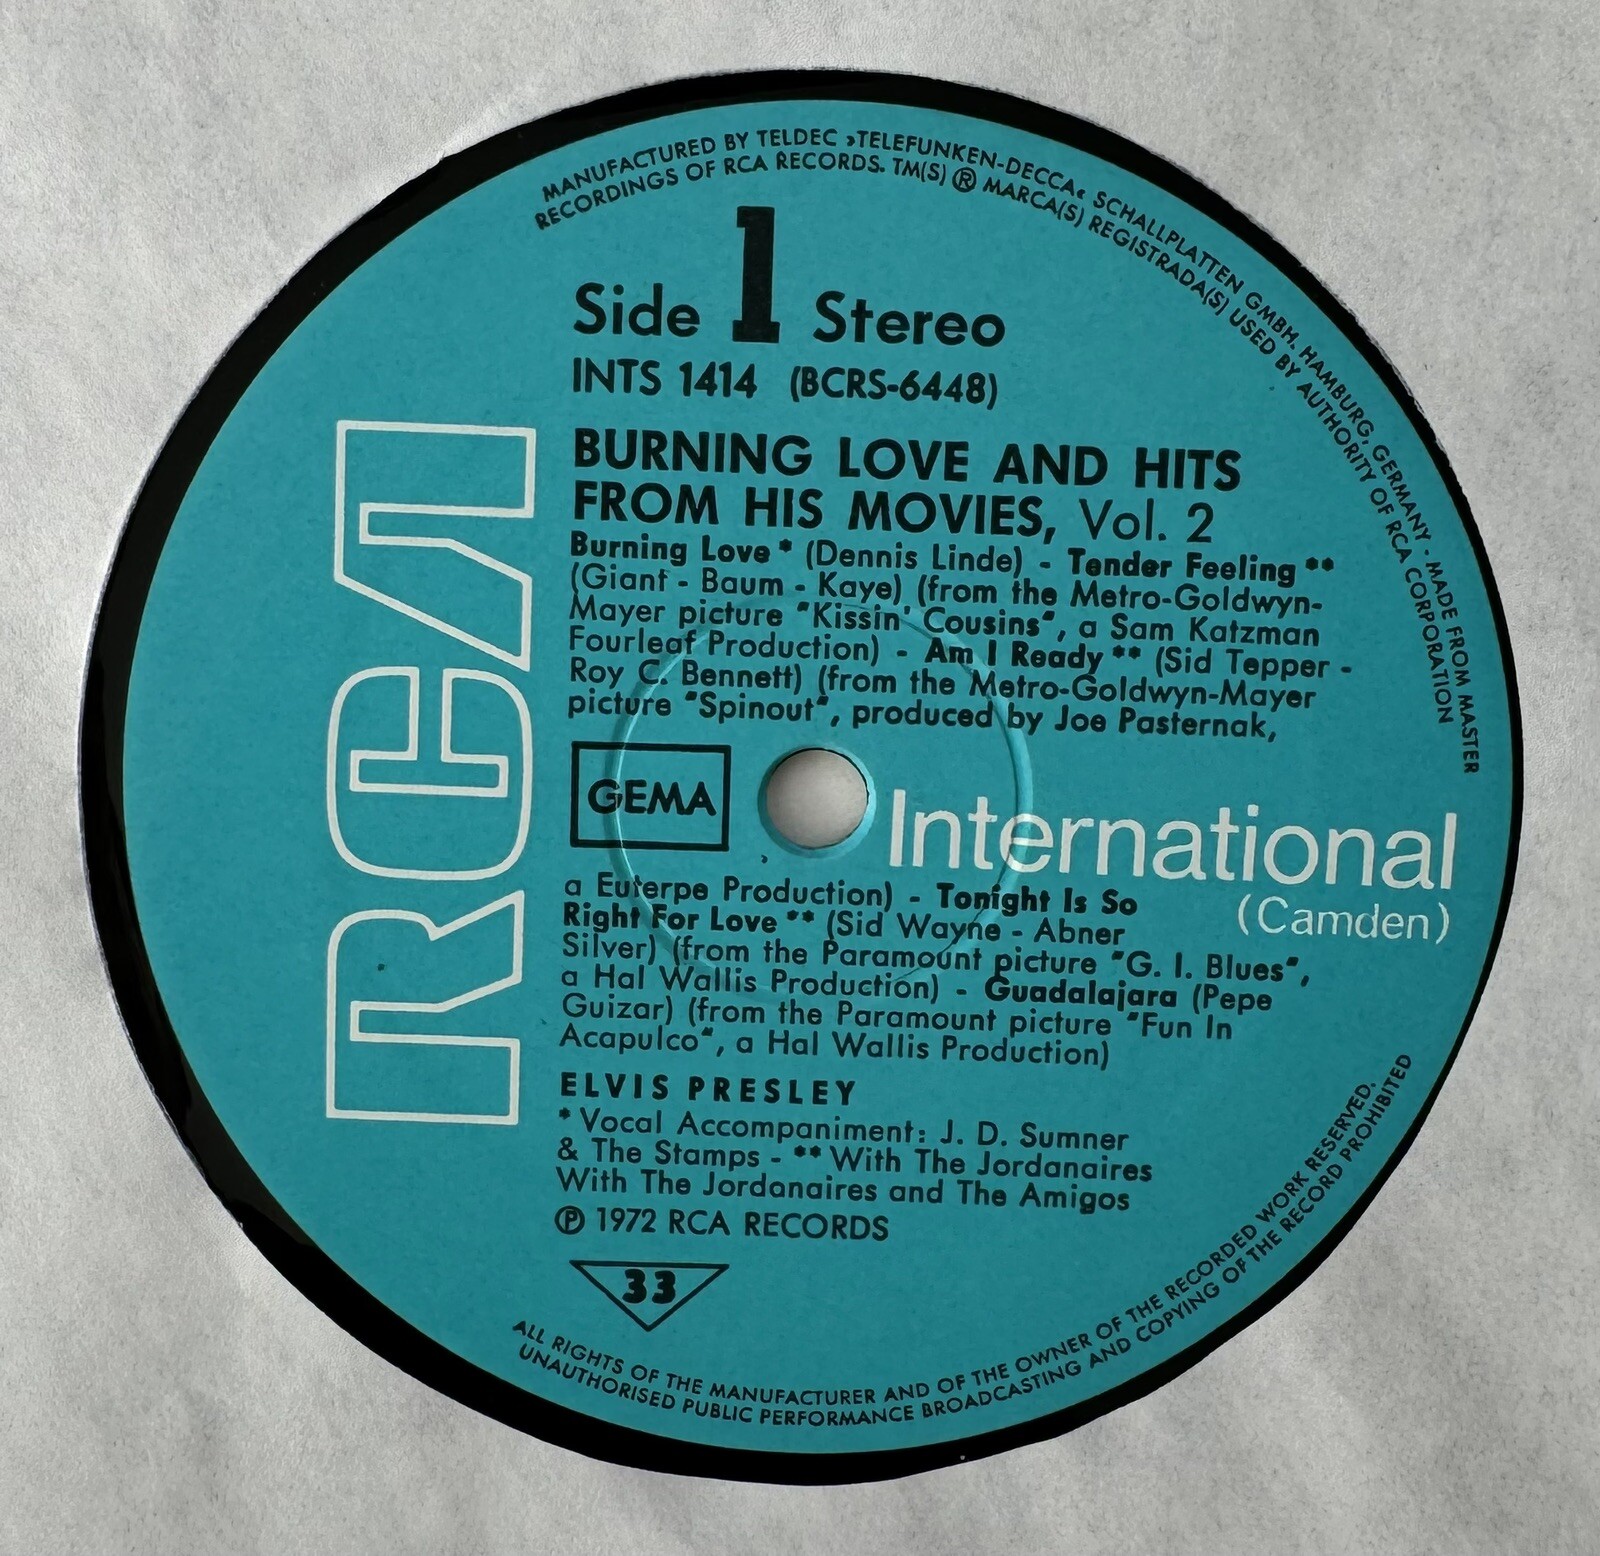 MANUFACTURED BY TELDEC »TELEFUNKEN-DECCA« SCHALLPLATTEN GMBH. HAMBURG, GERMANY - MADE FROM MASTER
RECORDINGS OF RCA RECORDS. TM(S) ® MARCA(S) REGISTRADA(S) USED BY AUTHORITY OF RCA CORPORATION
Side 1 Stereo
INTS 1414 (BCRS-6448)
RCA
BURNING LOVE AND HITS
FROM HIS MOVIES, Vol. 2
Burning Love * (Dennis Linde) - Tender Feeling **
(Giant - Baum - Kaye) (from the Metro-Goldwyn-
Mayer picture "Kissin' Cousins", a Sam Katzman
Fourleaf Production) - Am I Ready ** (Sid Tepper -
Roy C. Bennett) (from the Metro-Goldwyn-Mayer
picture "Spinout", produced by Joe Pasternak,
GEMA
International
(Camden)
a Euterpe Production) - Tonight Is So
Right For Love ** (Sid Wayne - Abner
Silver) (from the Paramount picture "G. I. Blues",
a Hal Wallis Production) - Guadalajara (Pepe
Guizar) (from the Paramount picture "Fun In
Acapulco", a Hal Wallis Production)
ELVIS PRESLEY
* Vocal Accompaniment: J. D. Sumner
& The Stamps - ** With The Jordanaires
With The Jordanaires and The Amigos
℗ 1972 RCA RECORDS
33
ALL RIGHTS OF THE MANUFACTURER AND OF THE OWNER OF THE RECORDED WORK RESERVED.
UNAUTHORISED PUBLIC PERFORMANCE BROADCASTING AND COPYING OF THE RECORD PROHIBITED